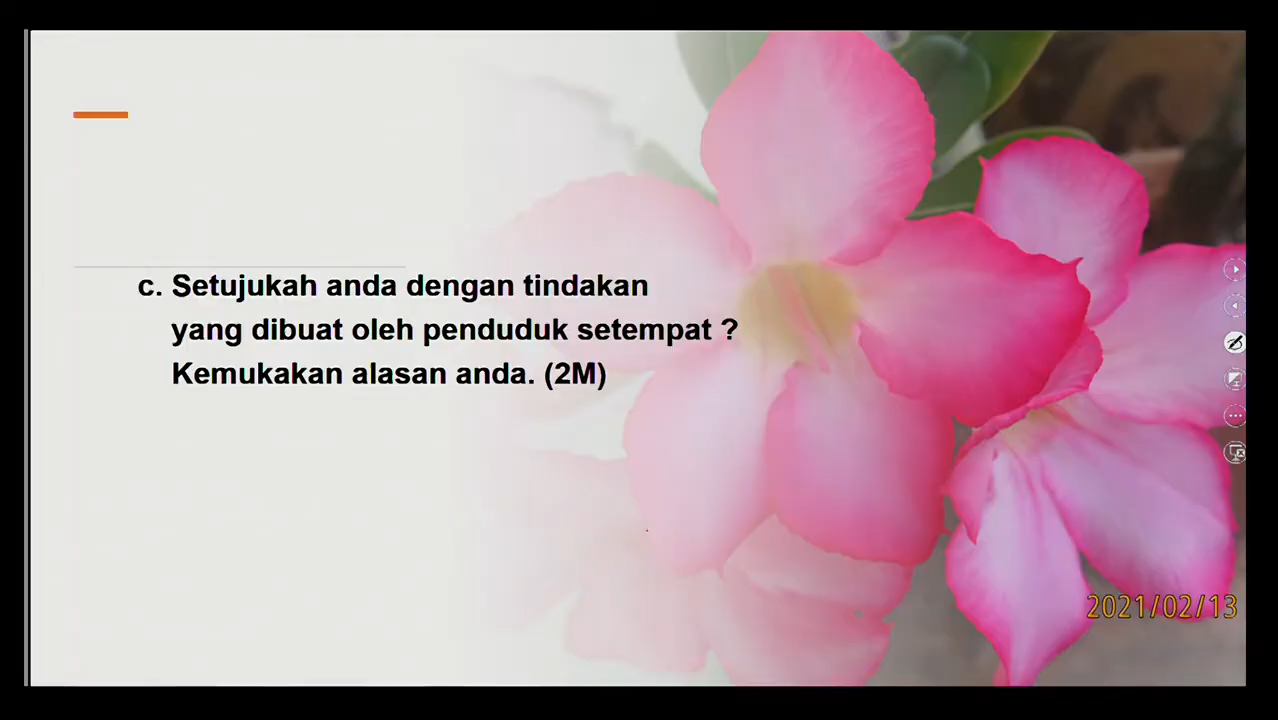 c. Setujukah anda dengan tindakan
yang dibuat oleh penduduk setempat ?
Kemukakan alasan anda. (2M)
2021/02/13